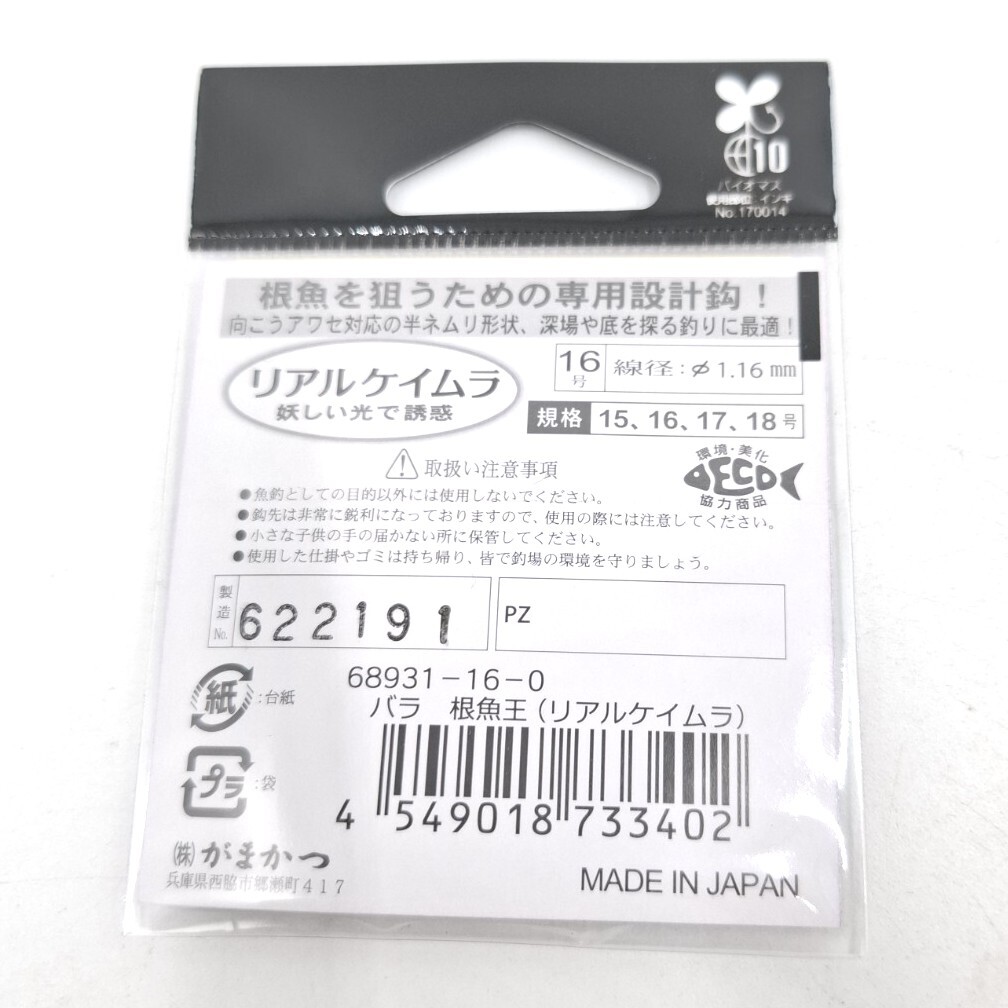 10
バイオマス
使用部位：インキ
No.170014
根魚を狙うための専用設計鈎！
向こうアワセ対応の半ネムリ形状、深場や底を探る釣りに最適！
リアルケイムラ
妖しい光で誘惑
16号 線径：φ1.16mm
規格 15、16、17、18号
環境・美化
ECO
協力商品
取扱い注意事項
●魚釣としての目的以外には使用しないでください。
●鈎先は非常に鋭利になっておりますので、使用の際には注意してください。
●小さな子供の手の届かない所に保管してください。
●使用した仕掛やゴミは持ち帰り、皆で釣場の環境を守りましょう。
製造No. 622191
PZ
68931-16-0
紙：台紙
バラ　根魚王（リアルケイムラ）
プラ：袋
4 549018 733402
㈱がまかつ
兵庫県西脇市郷瀬町417
MADE IN JAPAN